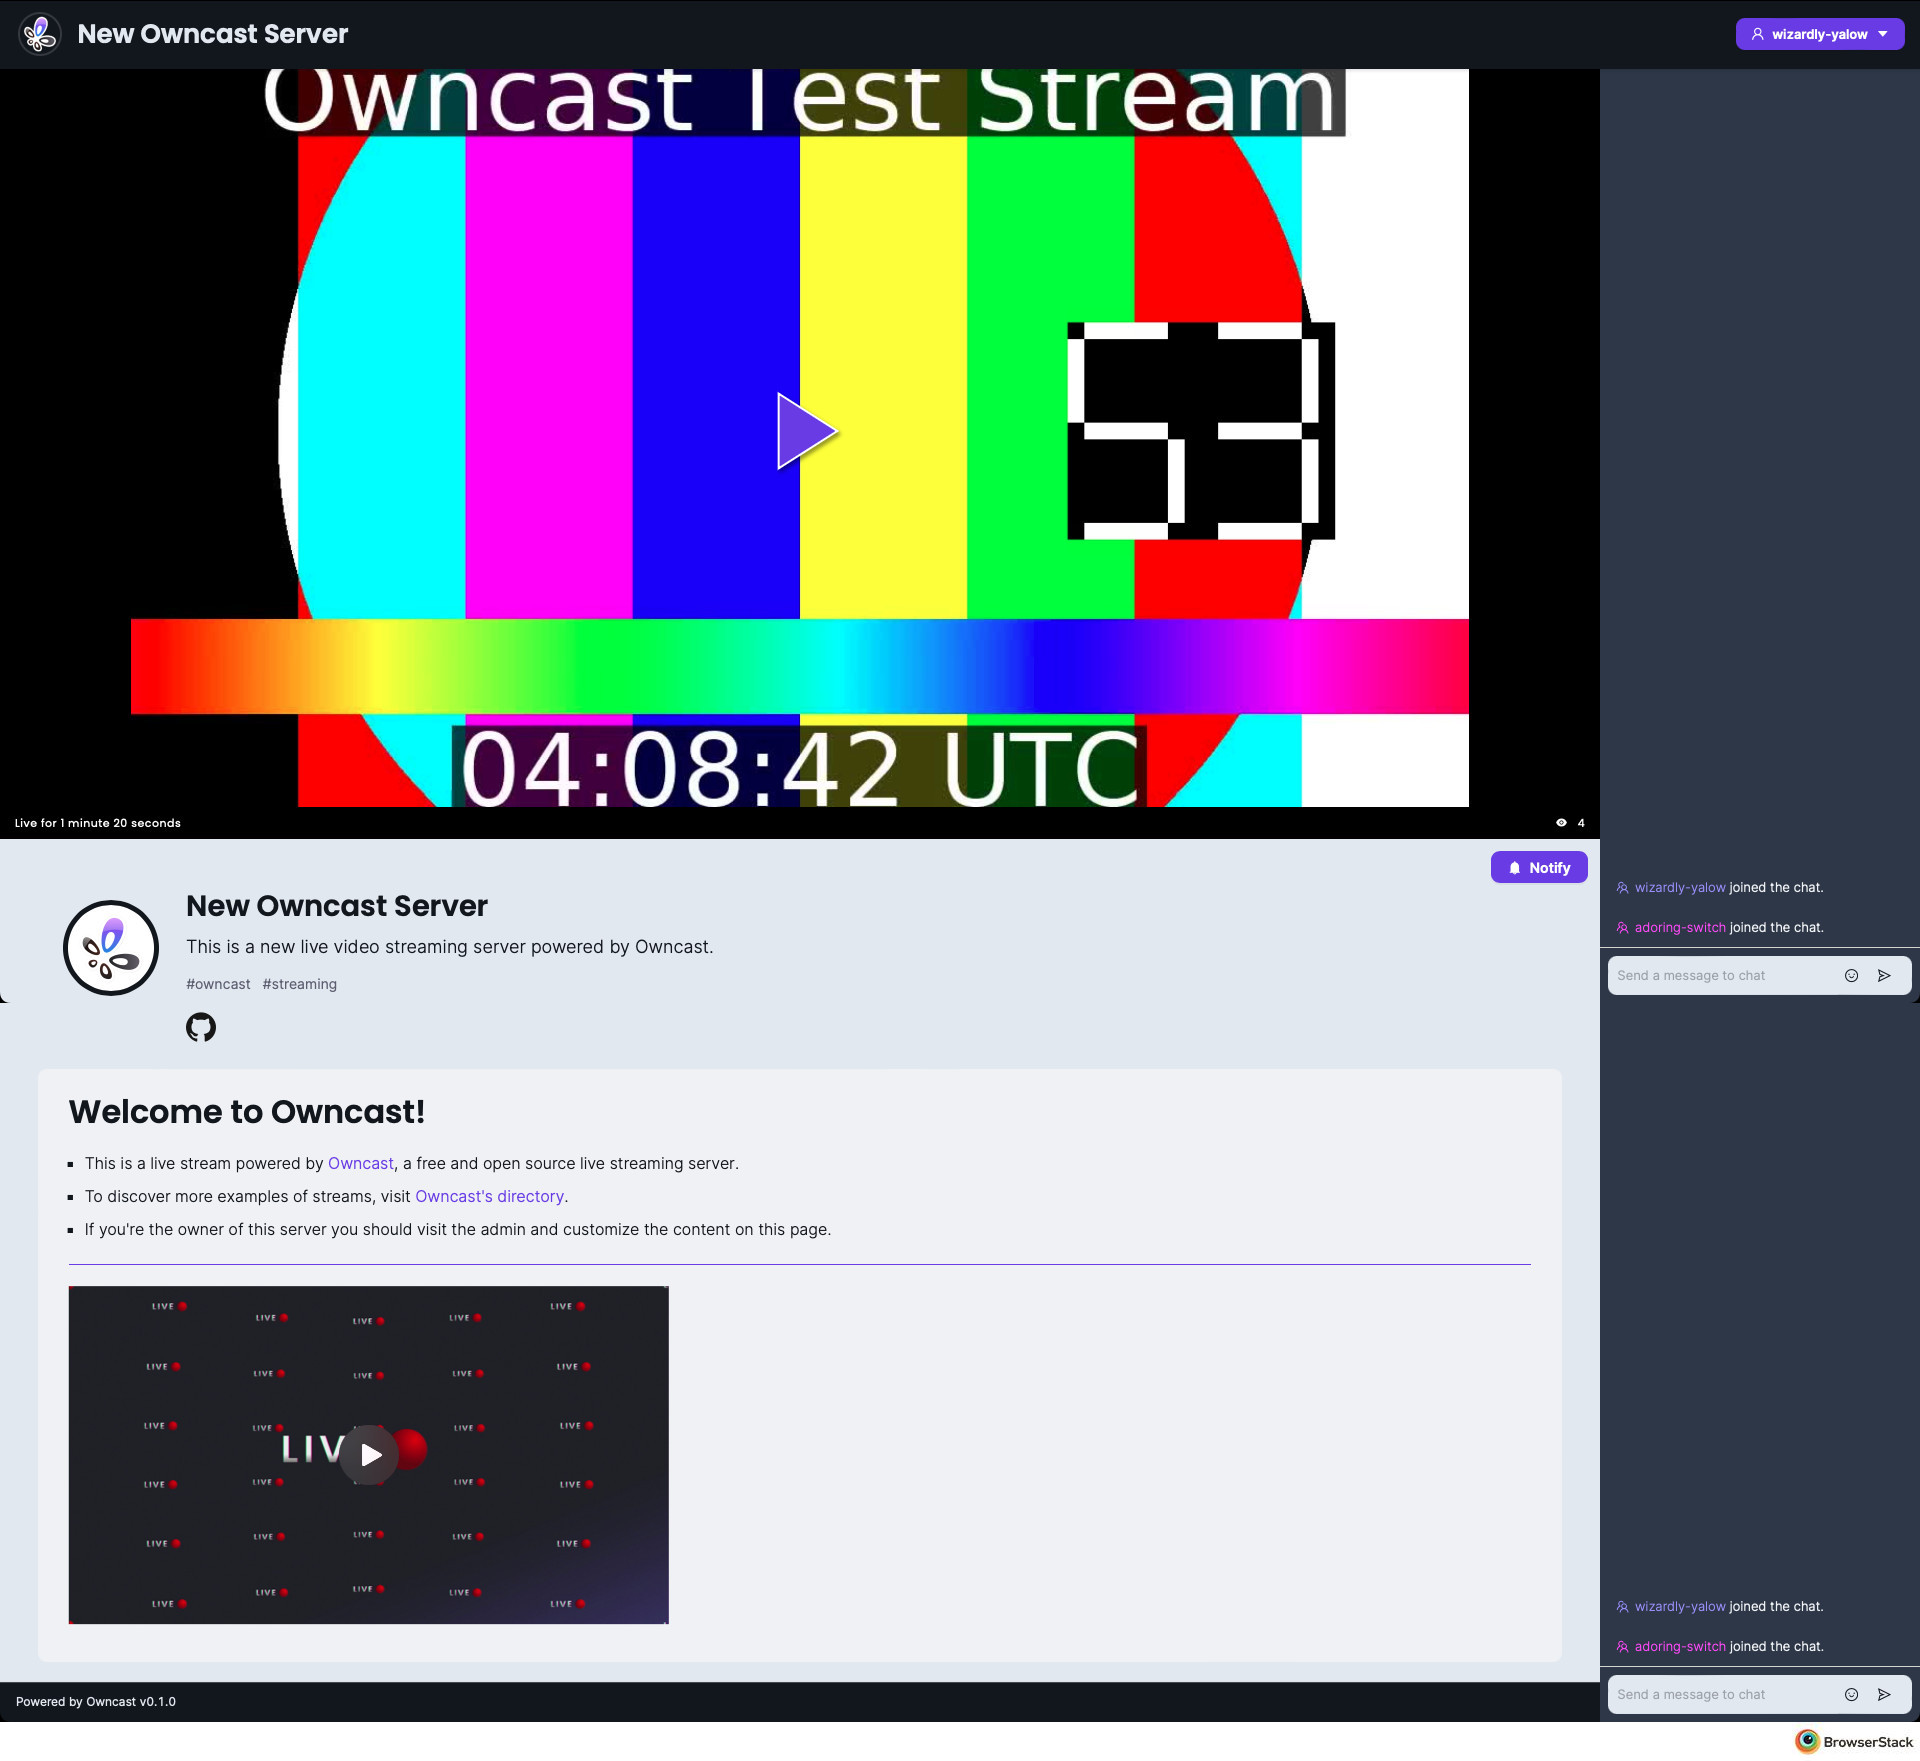 New Owncast Server
wizardly-yalow
Owncast Test Stream
53
04:08:42 UTC
Live for 1 minute 20 seconds
4
Notify
New Owncast Server
This is a new live video streaming server powered by Owncast.
#owncast #streaming
wizardly-yalow joined the chat.
adoring-switch joined the chat.
Send a message to chat
Welcome to Owncast!
This is a live stream powered by Owncast, a free and open source live streaming server.
To discover more examples of streams, visit Owncast's directory.
If you're the owner of this server you should visit the admin and customize the content on this page.
LIVE LIVE LIVE LIVE LIVE
LIVE LIVE LIVE LIVE LIVE
LIVE LIVE LIVE LIVE
LIV
LIVE LIVE LIVE LIVE
LIVE LIVE LIVE LIVE LIVE
LIVE LIVE LIVE LIVE LIVE
wizardly-yalow joined the chat.
adoring-switch joined the chat.
Send a message to chat
Powered by Owncast v0.1.0
BrowserStack